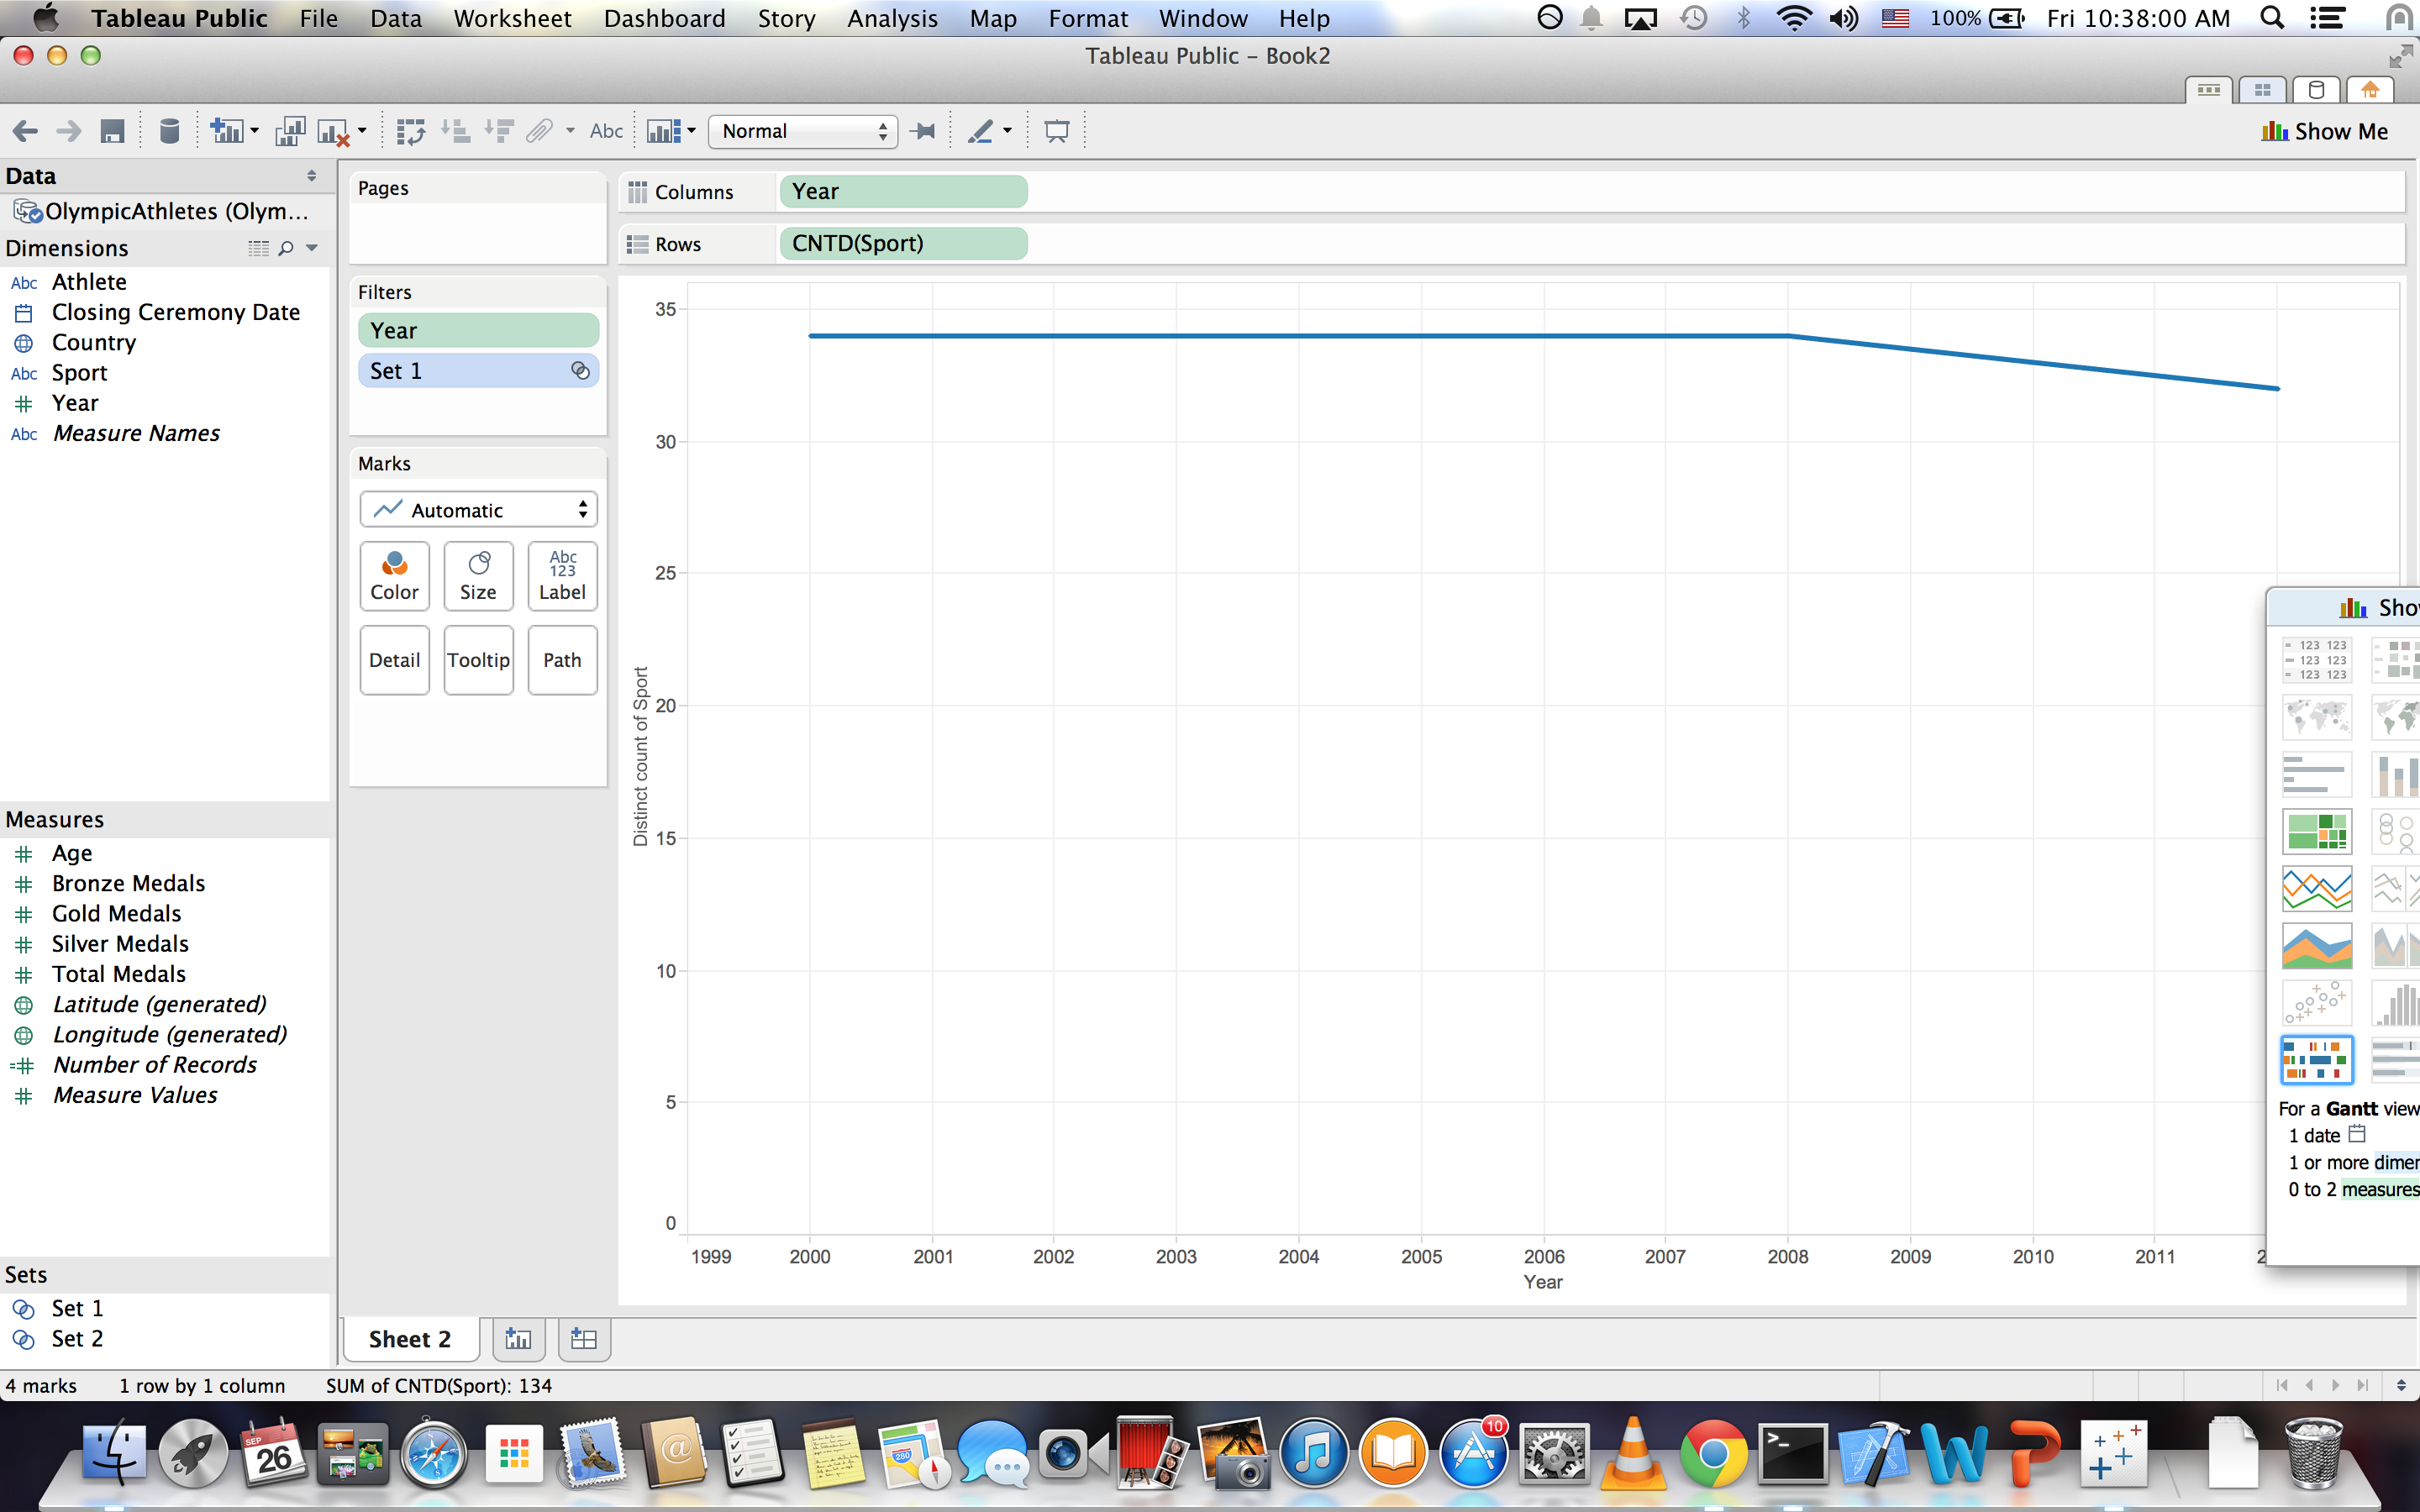 Tableau Public File Data Worksheet Dashboard Story Analysis Map Format Window Help 100% Fri 10:38:00 AM
Tableau Public – Book2
Abc Normal Show Me
Data
OlympicAthletes (Olym...
Dimensions
Abc Athlete
Closing Ceremony Date
Country
Abc Sport
Year
Abc Measure Names
Measures
Age
Bronze Medals
Gold Medals
Silver Medals
Total Medals
Latitude (generated)
Longitude (generated)
=# Number of Records
# Measure Values
Sets
Set 1
Set 2
Pages
Filters
Year
Set 1
Marks
Automatic
Color Size Abc 123 Label
Detail Tooltip Path
Columns Year
Rows CNTD(Sport)
35
30
25
20
15
10
5
0
Distinct count of Sport
1999 2000 2001 2002 2003 2004 2005 2006 2007 2008 2009 2010 2011 2
Year
Sho
123 123
123 123
123 123
For a Gantt view
1 date
1 or more dimen
0 to 2 measures
Sheet 2
4 marks 1 row by 1 column SUM of CNTD(Sport): 134
SEP
26
280
10